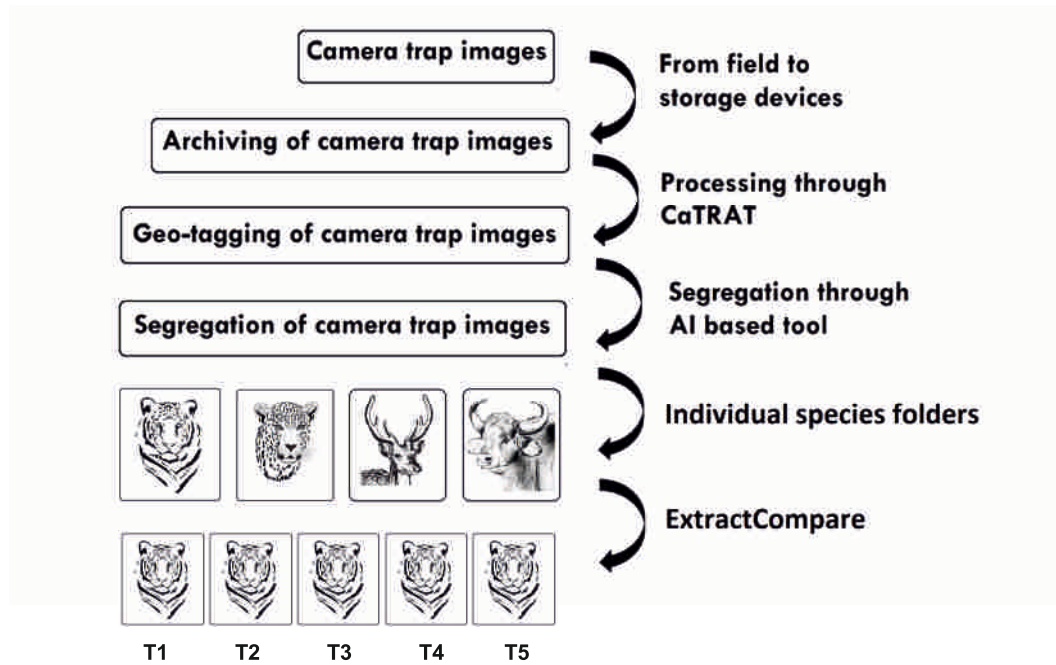 Camera trap images
From field to
storage devices
Archiving of camera trap images
Processing through
CaTRAT
Geo-tagging of camera trap images
Segregation through
AI based tool
Segregation of camera trap images
Individual species folders
ExtractCompare
T1 T2 T3 T4 T5